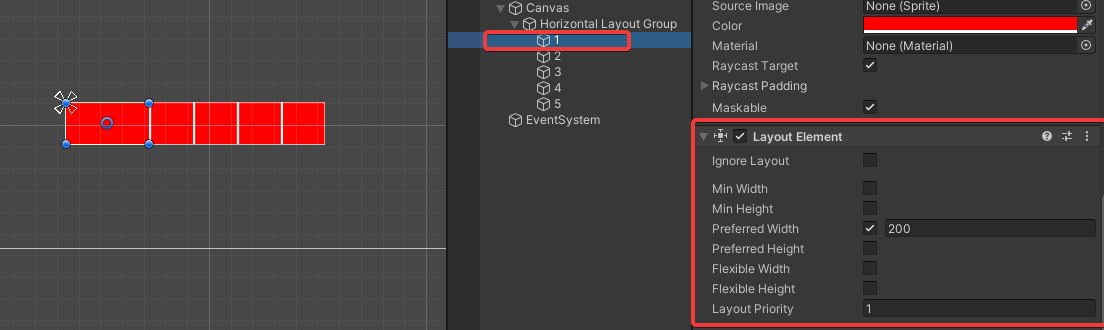 Canvas
Horizontal Layout Group
1
2
3
4
5
EventSystem
Source Image None (Sprite)
Color
Material None (Material)
Raycast Target
Raycast Padding
Maskable
Layout Element
Ignore Layout
Min Width
Min Height
Preferred Width 200
Preferred Height
Flexible Width
Flexible Height
Layout Priority 1